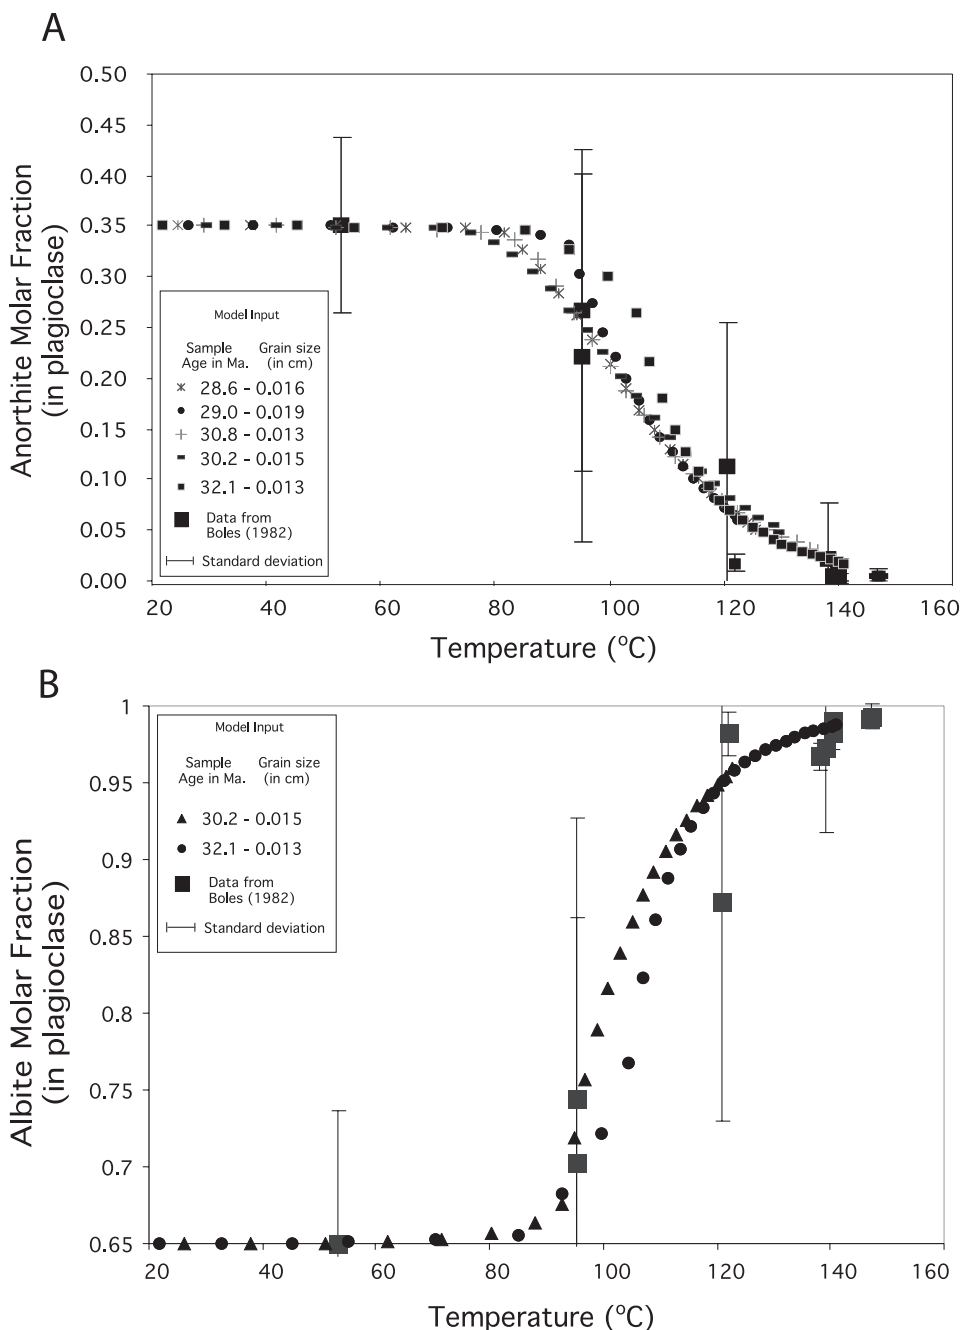 A
0.50
0.45
0.40
0.35
0.30
0.25
0.20
0.15
0.10
0.05
0.00
Anorthite Molar Fraction
(in plagioclase)
Model Input
Sample Grain size
Age in Ma. (in cm)
28.6 - 0.016
29.0 - 0.019
30.8 - 0.013
30.2 - 0.015
32.1 - 0.013
Data from
Boles (1982)
Standard deviation
20 40 60 80 100 120 140 160
Temperature (ºC)
B
1
0.95
0.9
0.85
0.8
0.75
0.7
0.65
Albite Molar Fraction
(in plagioclase)
Model Input
Sample Grain size
Age in Ma. (in cm)
30.2 - 0.015
32.1 - 0.013
Data from
Boles (1982)
Standard deviation
20 40 60 80 100 120 140 160
Temperature (ºC)